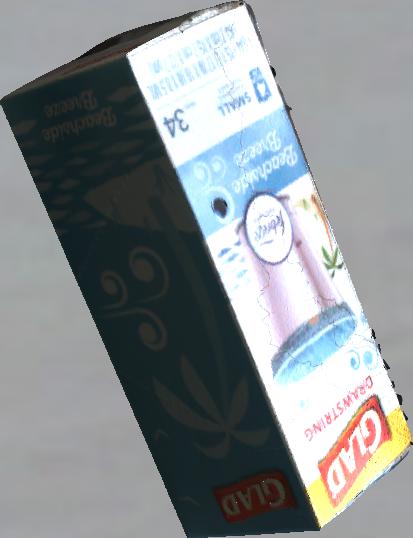 GLAD
DRAWSTRING
febreze
Beachside
Breeze
SMALL
34
Beachside
Breeze
GLAD